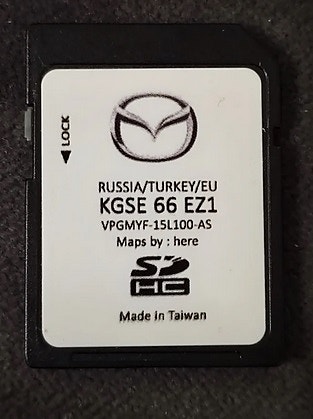 LOCK
RUSSIA/TURKEY/EU
KGSE 66 EZ1
VPGMYF-15L100-AS
Maps by : here
SD
HC
Made In Taiwan